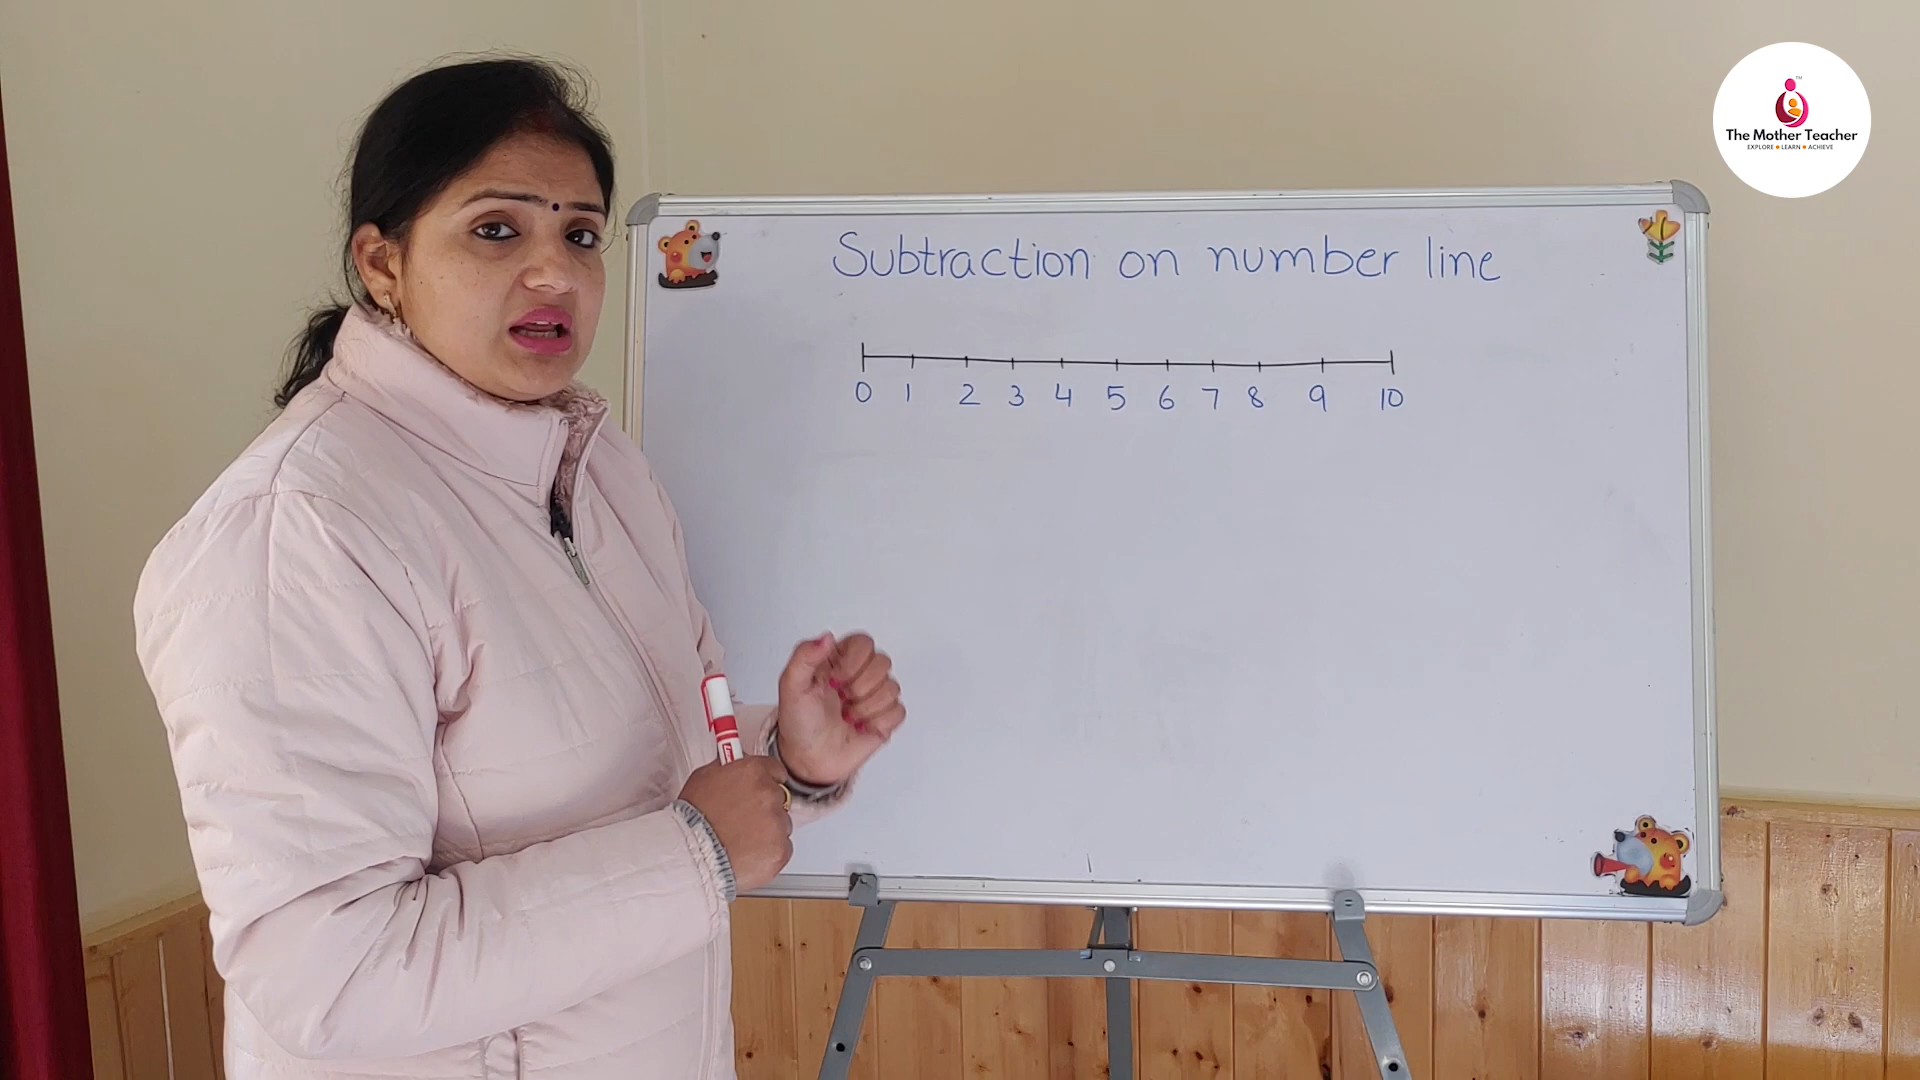 The Mother Teacher
EXPLORE • LEARN • ACHIEVE
Subtraction on number line
0 1 2 3 4 5 6 7 8 9 10